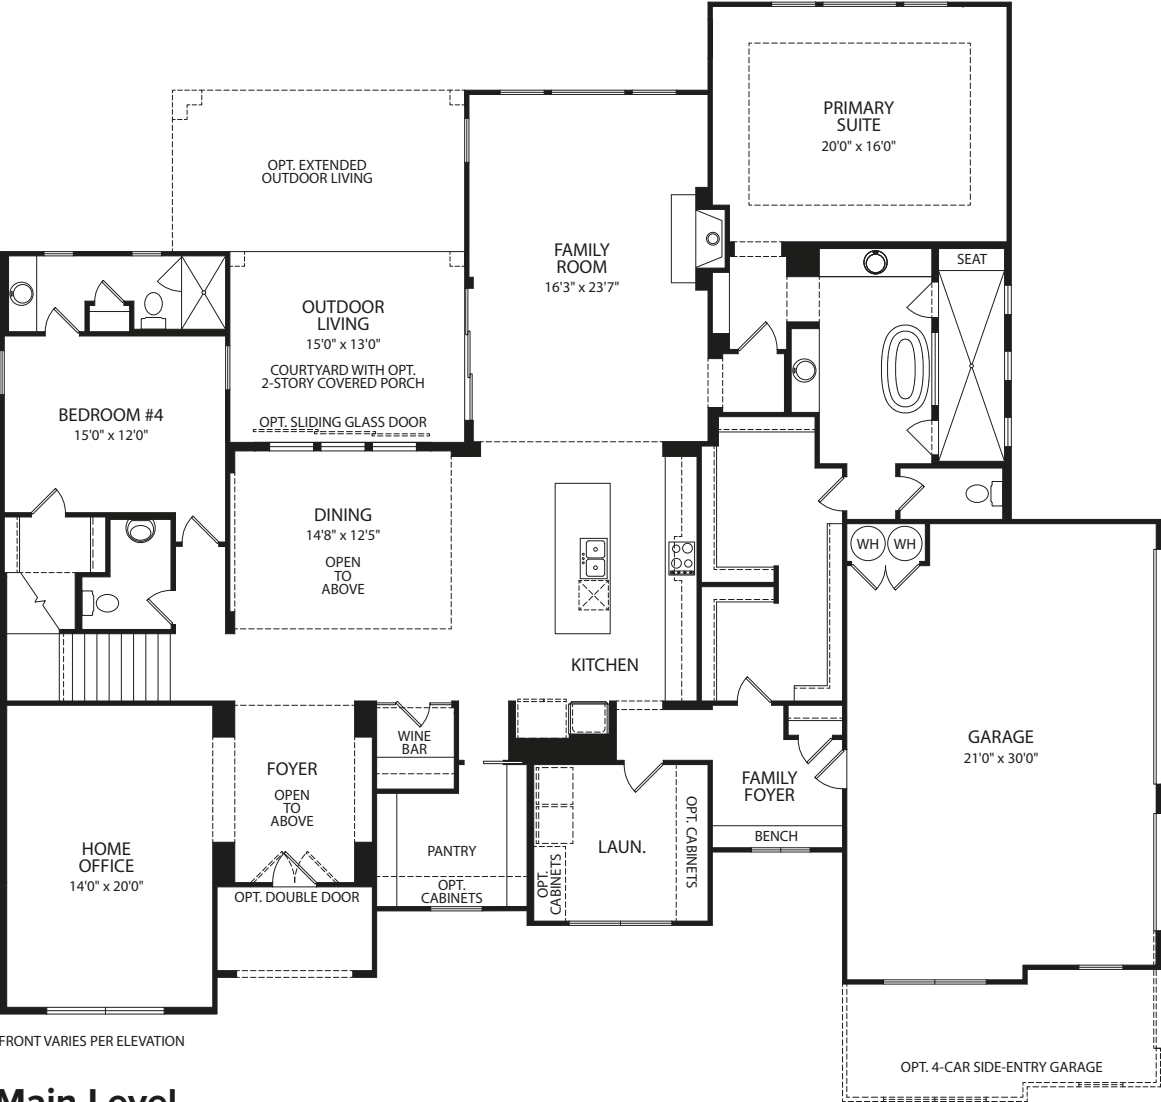 PRIMARY
SUITE
20'0" x 16'0"
OPT. EXTENDED
OUTDOOR LIVING
FAMILY
ROOM
16'3" x 23'7"
SEAT
OUTDOOR
LIVING
15'0" x 13'0"
COURTYARD WITH OPT.
2-STORY COVERED PORCH
OPT. SLIDING GLASS DOOR
BEDROOM #4
15'0" x 12'0"
DINING
14'8" x 12'5"
OPEN
TO
ABOVE
WH
WH
KITCHEN
WINE
BAR
FOYER
OPEN
TO
ABOVE
GARAGE
21'0" x 30'0"
FAMILY
FOYER
BENCH
HOME
OFFICE
14'0" x 20'0"
PANTRY
OPT.
CABINETS
LAUN.
OPT. CABINETS
OPT.
CABINETS
OPT. DOUBLE DOOR
FRONT VARIES PER ELEVATION
OPT. 4-CAR SIDE-ENTRY GARAGE
Main Level